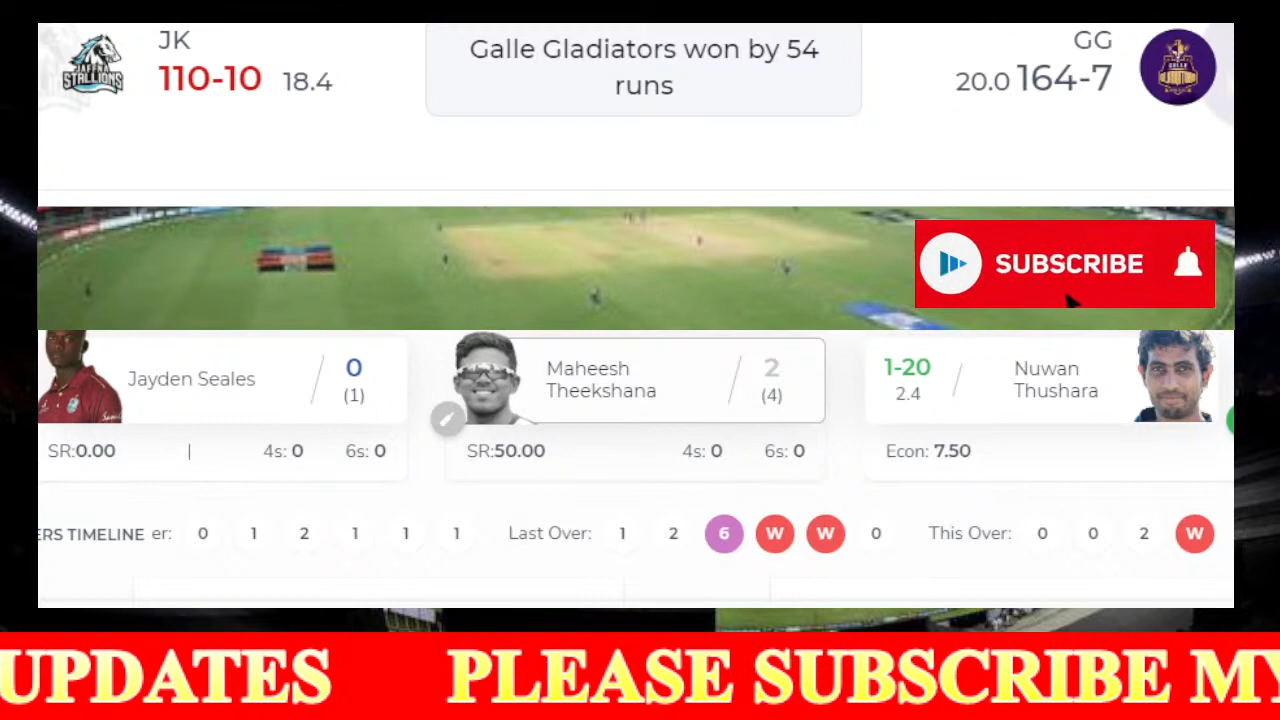 JK
110-10 18.4
Galle Gladiators won by 54
runs
GG
20.0 164-7
STALLIONS
GALLE
SUBSCRIBE
Jayden Seales
0
(1)
Maheesh
Theekshana
2
(4)
1-20
2.4
Nuwan
Thushara
SR:0.00 | 4s: 0 6s: 0
SR:50.00 4s: 0 6s: 0
Econ: 7.50
ERS TIMELINE er: 0 1 2 1 1 1 Last Over: 1 2 6 W W 0 This Over: 0 0 2 W
UPDATES PLEASE SUBSCRIBE MY